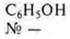 C₆H₅OH
№ —